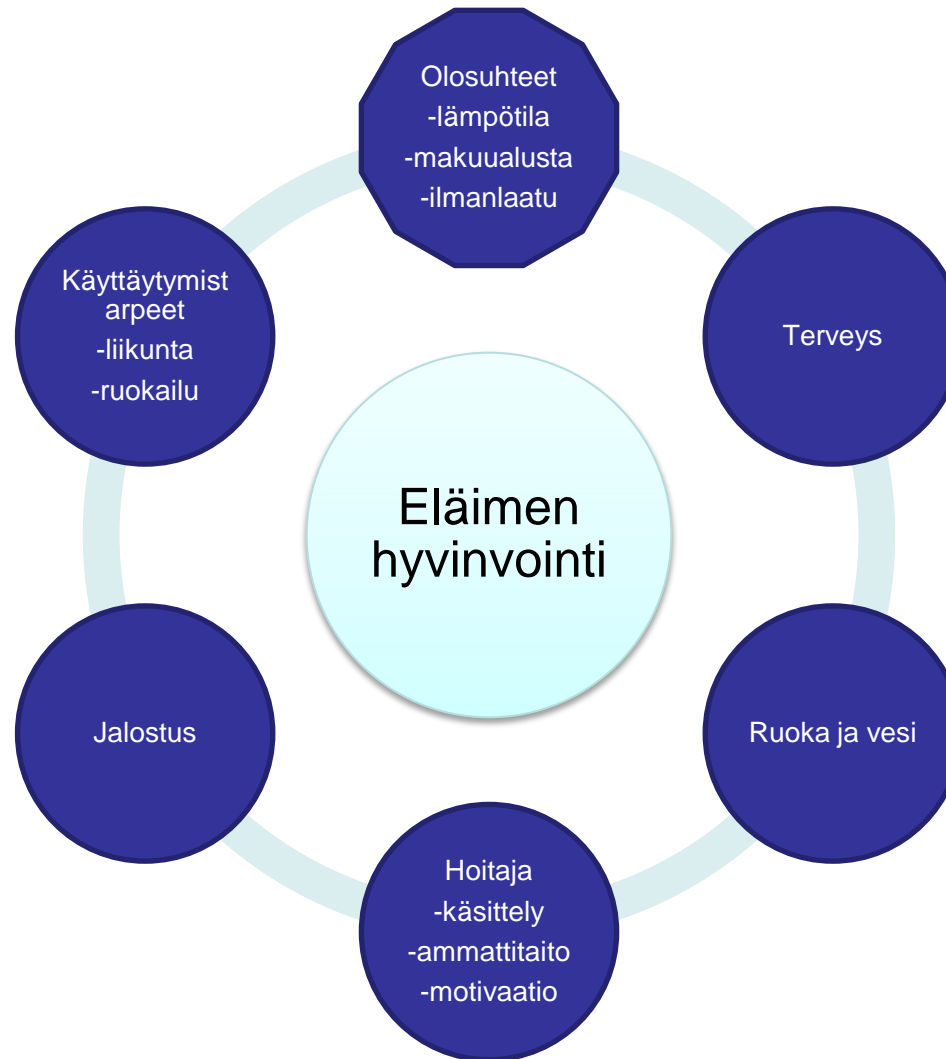 Olosuhteet
-lämpötila
-makuualusta
-ilmanlaatu
Käyttäytymist
arpeet
-liikunta
-ruokailu
Terveys
Eläimen
hyvinvointi
Jalostus
Ruoka ja vesi
Hoitaja
-käsittely
-ammattitaito
-motivaatio